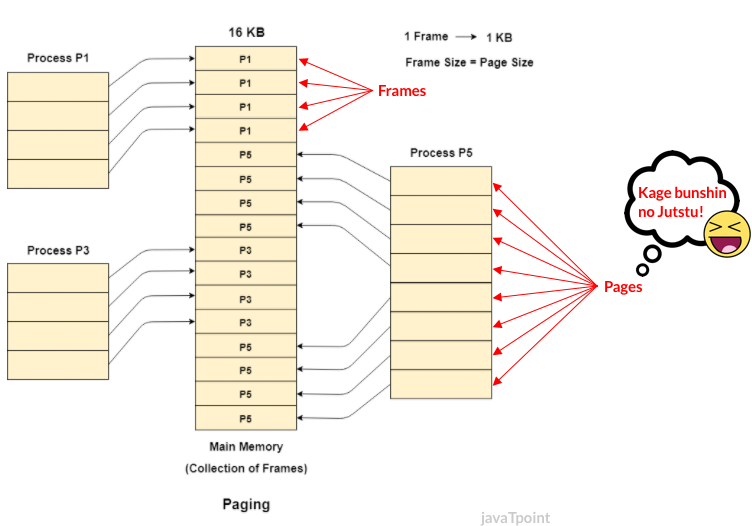 16 KB
1 Frame 1 KB
Frame Size = Page Size
Process P1
P1
P1
P1
P1
Frames
P5
P5
P5
P5
Process P5
Kage bunshin
no Jutstu!
Process P3
P3
P3
P3
P3
Pages
P5
P5
P5
P5
Main Memory
(Collection of Frames)
Paging
javaTpoint